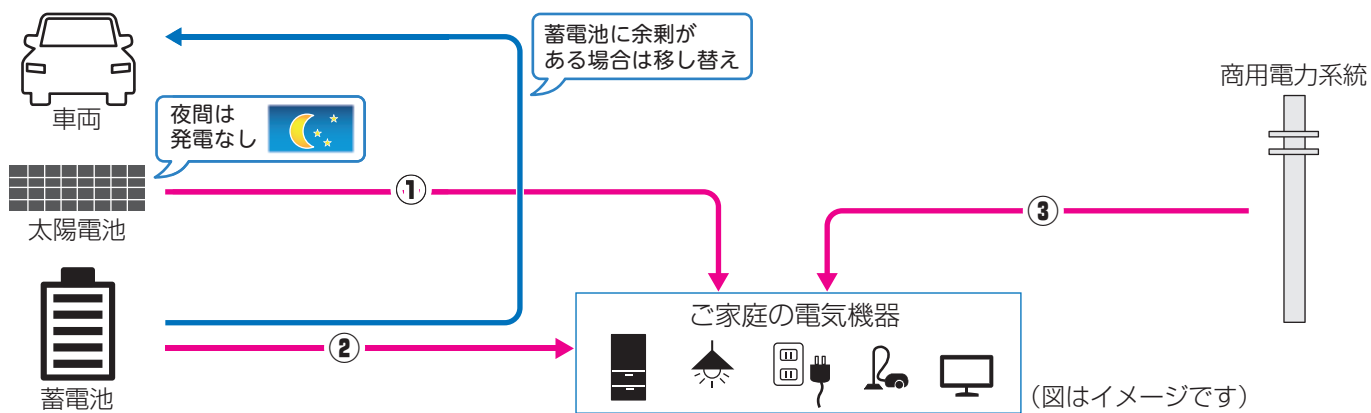 蓄電池に余剰が
ある場合は移し替え
商用電力系統
車両
夜間は
発電なし
①
③
太陽電池
ご家庭の電気機器
②
蓄電池
（図はイメージです）